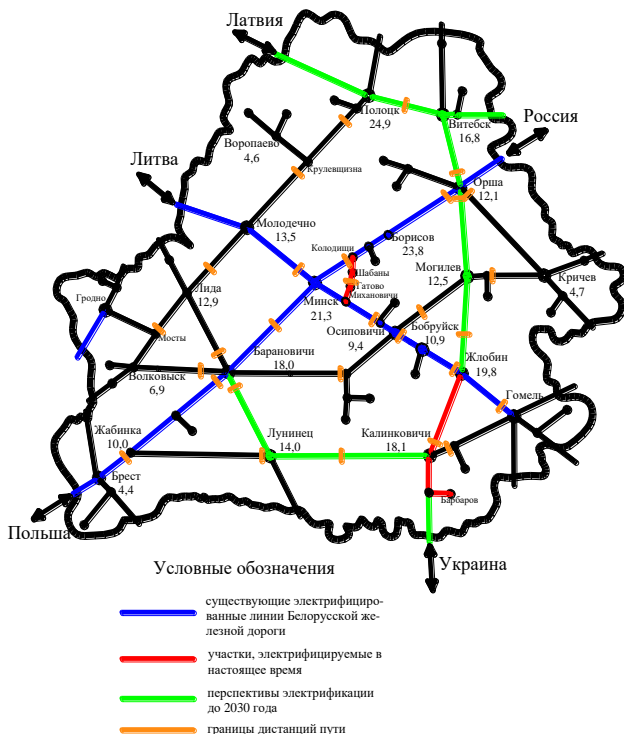 Латвия
Полоцк
24,9
Витебск
16,8
Россия
Воропаево
4,6
Крулевщизна
Литва
Орша
12,1
Молодечно
13,5
Борисов
23,8
Колодищи
Шабаны
Гатово
Михановичи
Могилев
12,5
Кричев
4,7
Лида
12,9
Гродно
Минск
21,3
Осиповичи
9,4
Бобруйск
10,9
Мосты
Барановичи
18,0
Жлобин
19,8
Волковыск
6,9
Гомель
Жабинка
10,0
Лунинец
14,0
Калинковичи
18,1
Брест
4,4
Барбаров
Польша
Украина
Условные обозначения
существующие электрифициро-
ванные линии Белорусской же-
лезной дороги
участки, электрифицируемые в
настоящее время
перспективы электрификации
до 2030 года
границы дистанций пути